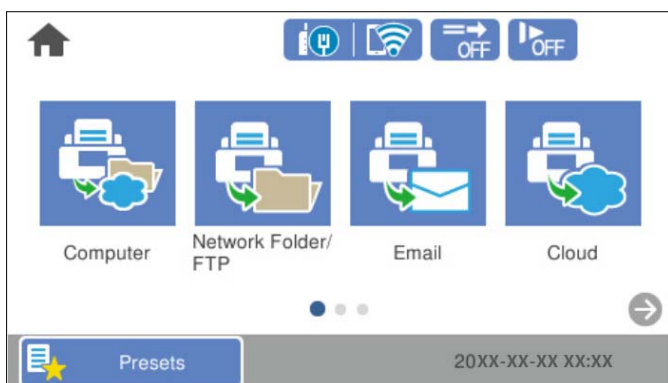 OFF
OFF
Computer
Network Folder/
FTP
Email
Cloud
Presets
20XX-XX-XX XX:XX